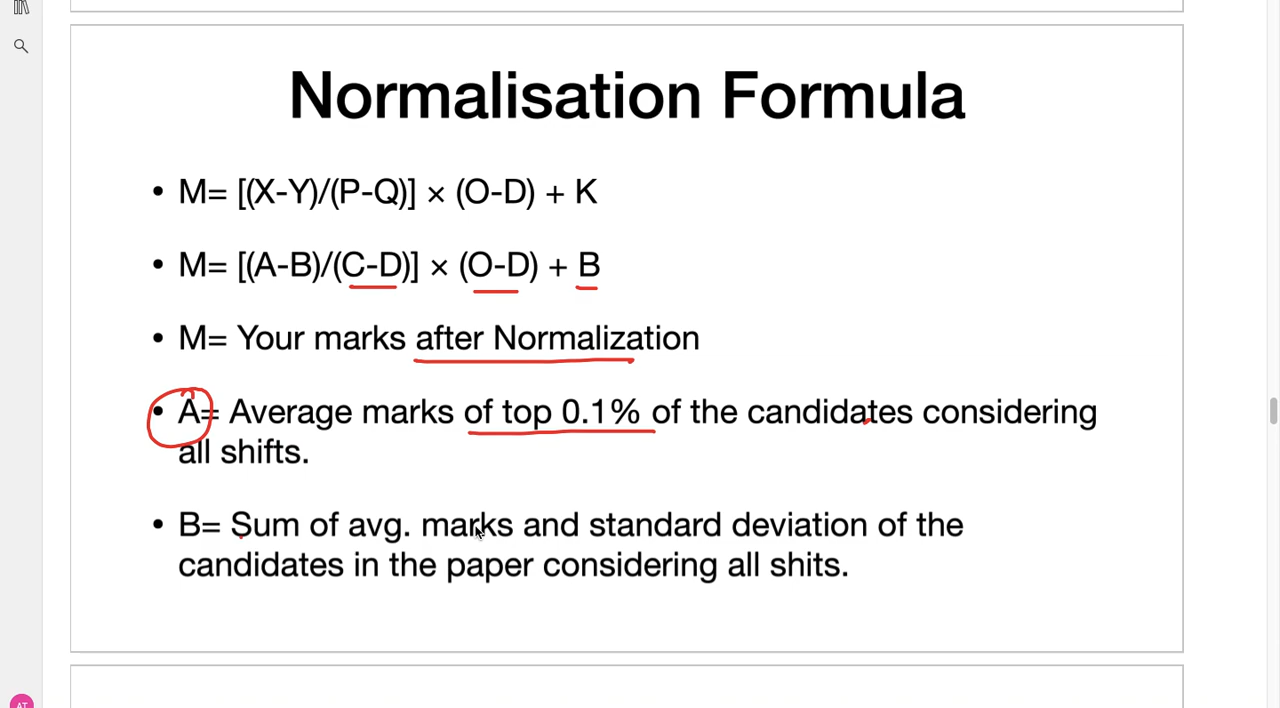 Normalisation Formula
• M= [(X-Y)/(P-Q)] × (O-D) + K
• M= [(A-B)/(C-D)] × (O-D) + B
• M= Your marks after Normalization
• A= Average marks of top 0.1% of the candidates considering
all shifts.
• B= Sum of avg. marks and standard deviation of the
candidates in the paper considering all shits.
AT